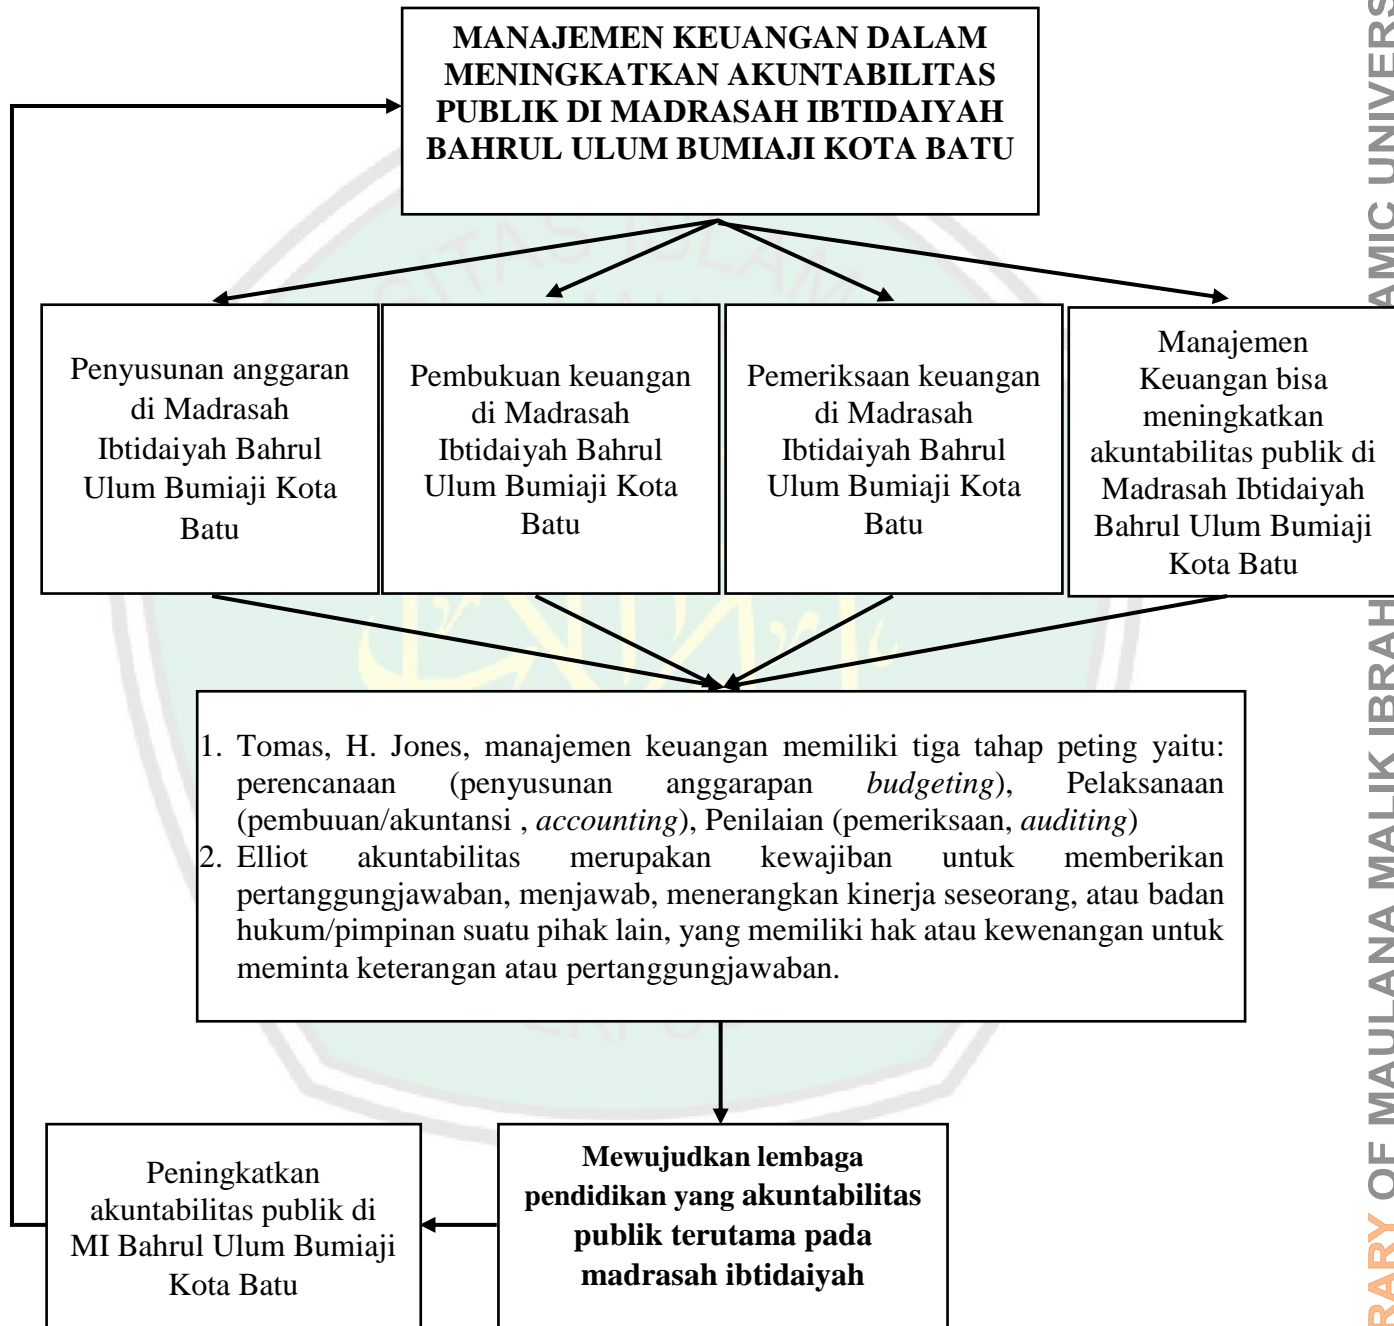 MANAJEMEN KEUANGAN DALAM
MENINGKATKAN AKUNTABILITAS
PUBLIK DI MADRASAH IBTIDAIYAH
BAHRUL ULUM BUMIAJI KOTA BATU
Penyusunan anggaran
di Madrasah
Ibtidaiyah Bahrul
Ulum Bumiaji Kota
Batu
Pembukuan keuangan
di Madrasah
Ibtidaiyah Bahrul
Ulum Bumiaji Kota
Batu
Pemeriksaan keuangan
di Madrasah
Ibtidaiyah Bahrul
Ulum Bumiaji Kota
Batu
Manajemen
Keuangan bisa
meningkatkan
akuntabilitas publik di
Madrasah Ibtidaiyah
Bahrul Ulum Bumiaji
Kota Batu
1. Tomas, H. Jones, manajemen keuangan memiliki tiga tahap peting yaitu:
perencanaan (penyusunan anggarapan budgeting), Pelaksanaan
(pembuuan/akuntansi , accounting), Penilaian (pemeriksaan, auditing)
2. Elliot akuntabilitas merupakan kewajiban untuk memberikan
pertanggungjawaban, menjawab, menerangkan kinerja seseorang, atau badan
hukum/pimpinan suatu pihak lain, yang memiliki hak atau kewenangan untuk
meminta keterangan atau pertanggungjawaban.
Mewujudkan lembaga
pendidikan yang akuntabilitas
publik terutama pada
madrasah ibtidaiyah
Peningkatkan
akuntabilitas publik di
MI Bahrul Ulum Bumiaji
Kota Batu
OF MAULANA MALIK